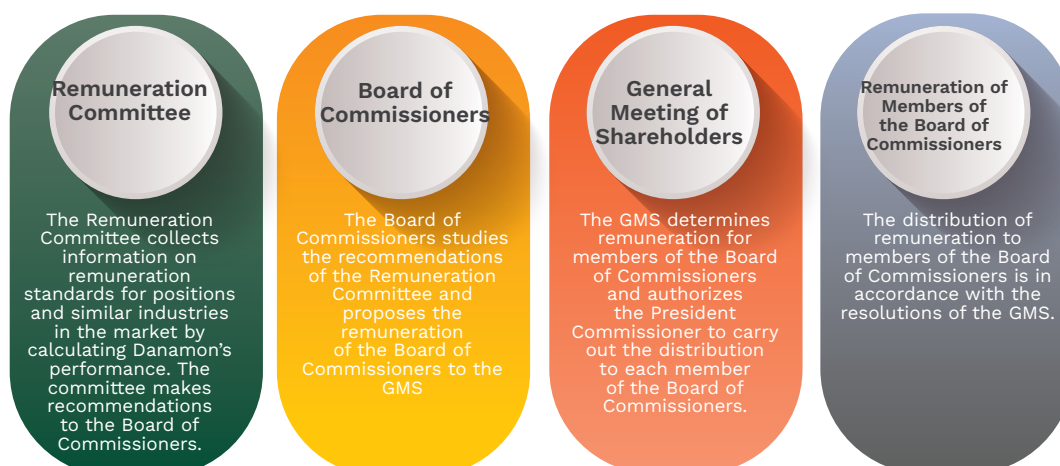 Remuneration
Committee
The Remuneration
Committee collects
information on
remuneration
standards for positions
and similar industries
in the market by
calculating Danamon’s
performance. The
committee makes
recommendations
to the Board of
Commissioners.
Board of
Commissioners
The Board of
Commissioners studies
the recommendations
of the Remuneration
Committee and
proposes the
remuneration
of the Board of
Commissioners to the
GMS
General
Meeting of
Shareholders
The GMS determines
remuneration for
members of the Board
of Commissioners
and authorizes
the President
Commissioner to carry
out the distribution
to each member
of the Board of
Commissioners.
Remuneration of
Members of
the Board of
Commissioners
The distribution of
remuneration to
members of the Board
of Commissioners is in
accordance with the
resolutions of the GMS.